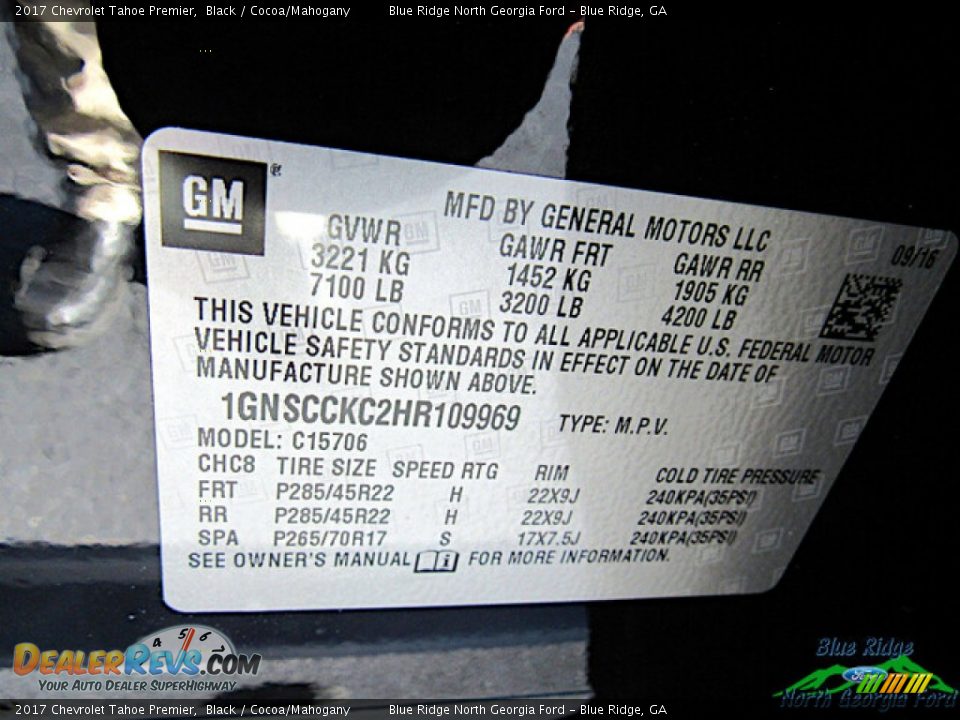 2017 Chevrolet Tahoe Premier, Black / Cocoa/Mahogany Blue Ridge North Georgia Ford - Blue Ridge, GA
GM
MFD BY GENERAL MOTORS LLC 09/16
GVWR GAWR FRT GAWR RR
3221 KG 1452 KG 1905 KG
7100 LB 3200 LB 4200 LB
THIS VEHICLE CONFORMS TO ALL APPLICABLE U.S. FEDERAL MOTOR
VEHICLE SAFETY STANDARDS IN EFFECT ON THE DATE OF
MANUFACTURE SHOWN ABOVE.
1GNSCCKC2HR109969 TYPE: M.P.V.
MODEL: C15706
CHC8 TIRE SIZE SPEED RTG RIM COLD TIRE PRESSURE
FRT P285/45R22 H 22X9J 240KPA(35PSI)
RR P285/45R22 H 22X9J 240KPA(35PSI)
SPA P265/70R17 S 17X7.5J 240KPA(35PSI)
SEE OWNER'S MANUAL FOR MORE INFORMATION.
4 5 6
DEALERREVS.COM
YOUR AUTO DEALER SUPERHIGHWAY
Blue Ridge
Ford
North Georgia Ford
2017 Chevrolet Tahoe Premier, Black / Cocoa/Mahogany Blue Ridge North Georgia Ford - Blue Ridge, GA